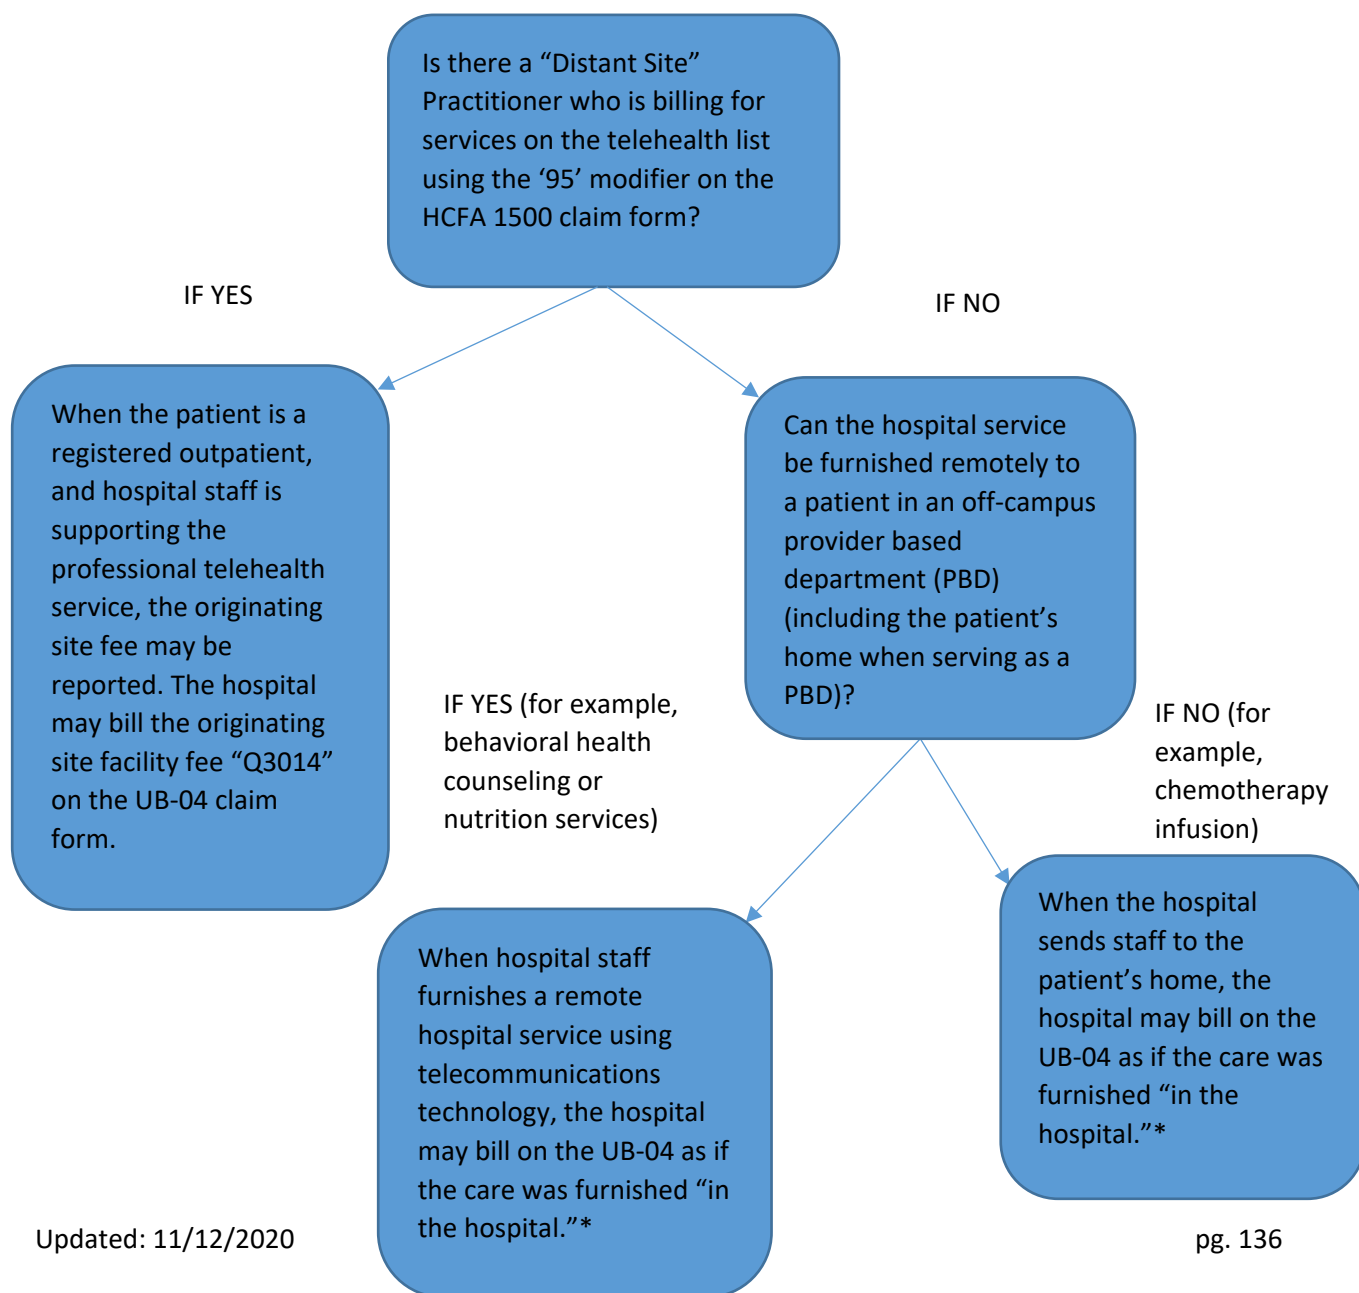 Is there a “Distant Site”
Practitioner who is billing for
services on the telehealth list
using the ‘95’ modifier on the
HCFA 1500 claim form?
IF YES
IF NO
When the patient is a
registered outpatient,
and hospital staff is
supporting the
professional telehealth
service, the originating
site fee may be
reported. The hospital
may bill the originating
site facility fee “Q3014”
on the UB-04 claim
form.
Can the hospital service
be furnished remotely to
a patient in an off-campus
provider based
department (PBD)
(including the patient’s
home when serving as a
PBD)?
IF YES (for example,
behavioral health
counseling or
nutrition services)
IF NO (for
example,
chemotherapy
infusion)
When hospital staff
furnishes a remote
hospital service using
telecommunications
technology, the hospital
may bill on the UB-04 as if
the care was furnished “in
the hospital.”*
When the hospital
sends staff to the
patient’s home, the
hospital may bill on the
UB-04 as if the care was
furnished “in the
hospital.”*
Updated: 11/12/2020
pg. 136